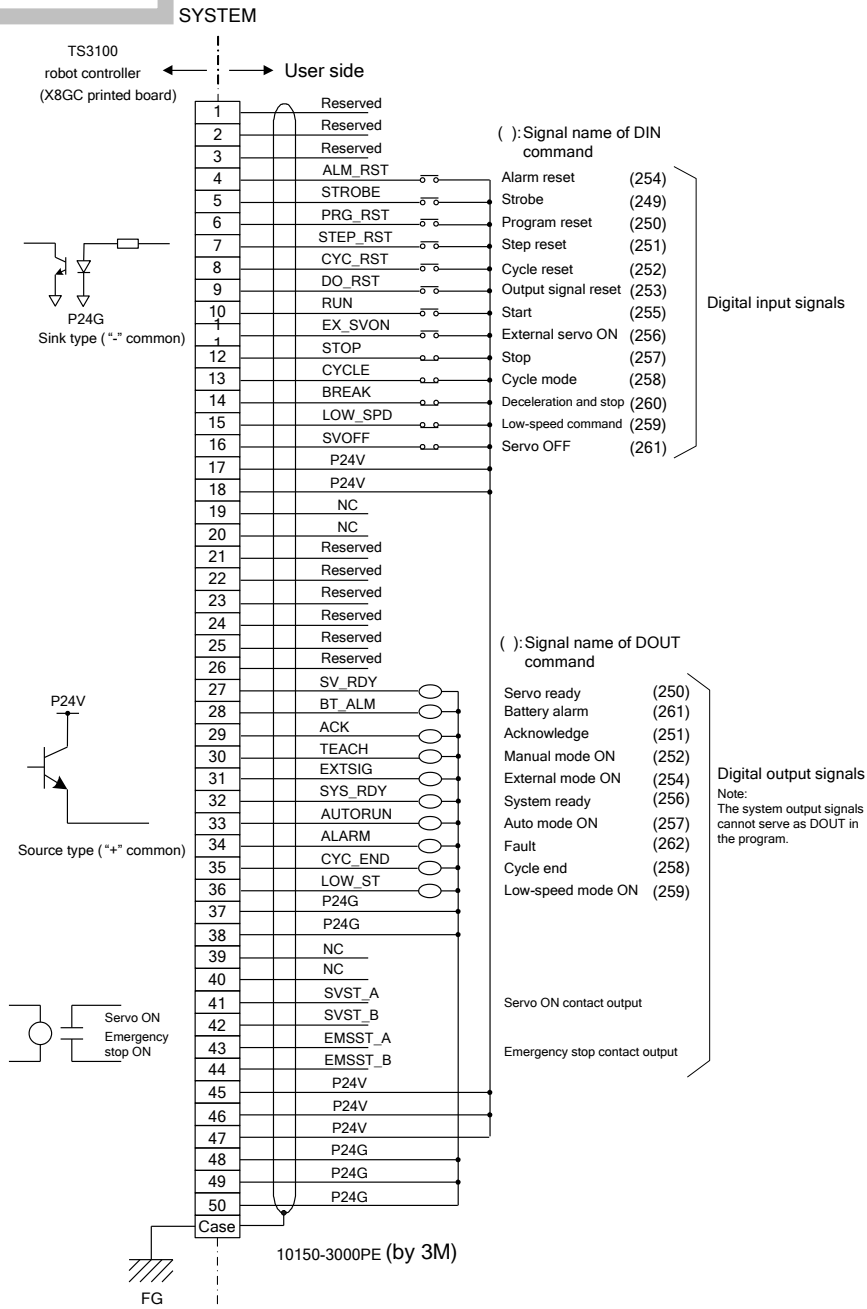 SYSTEM
TS3100
robot controller
(X8GC printed board)
User side
1 Reserved
2 Reserved
3 Reserved
( ): Signal name of DIN
command
4 ALM_RST Alarm reset (254)
5 STROBE Strobe (249)
6 PRG_RST Program reset (250)
7 STEP_RST Step reset (251)
8 CYC_RST Cycle reset (252)
9 DO_RST Output signal reset (253)
10 RUN Start (255)
11 EX_SVON External servo ON (256)
12 STOP Stop (257)
13 CYCLE Cycle mode (258)
14 BREAK Deceleration and stop (260)
15 LOW_SPD Low-speed command (259)
16 SVOFF Servo OFF (261)
Digital input signals
P24G
Sink type ( “-” common)
17 P24V
18 P24V
19 NC
20 NC
21 Reserved
22 Reserved
23 Reserved
24 Reserved
25 Reserved
26 Reserved
( ): Signal name of DOUT
command
27 SV_RDY Servo ready (250)
28 BT_ALM Battery alarm (261)
29 ACK Acknowledge (251)
30 TEACH Manual mode ON (252)
31 EXTSIG External mode ON (254)
32 SYS_RDY System ready (256)
33 AUTORUN Auto mode ON (257)
34 ALARM Fault (262)
35 CYC_END Cycle end (258)
36 LOW_ST Low-speed mode ON (259)
Digital output signals
Note:
The system output signals
cannot serve as DOUT in
the program.
P24V
Source type ( “+” common)
37 P24G
38 P24G
39 NC
40 NC
41 SVST_A Servo ON contact output
42 SVST_B
43 EMSST_A Emergency stop contact output
44 EMSST_B
Servo ON
Emergency
stop ON
45 P24V
46 P24V
47 P24V
48 P24G
49 P24G
50 P24G
Case
10150-3000PE (by 3M)
FG